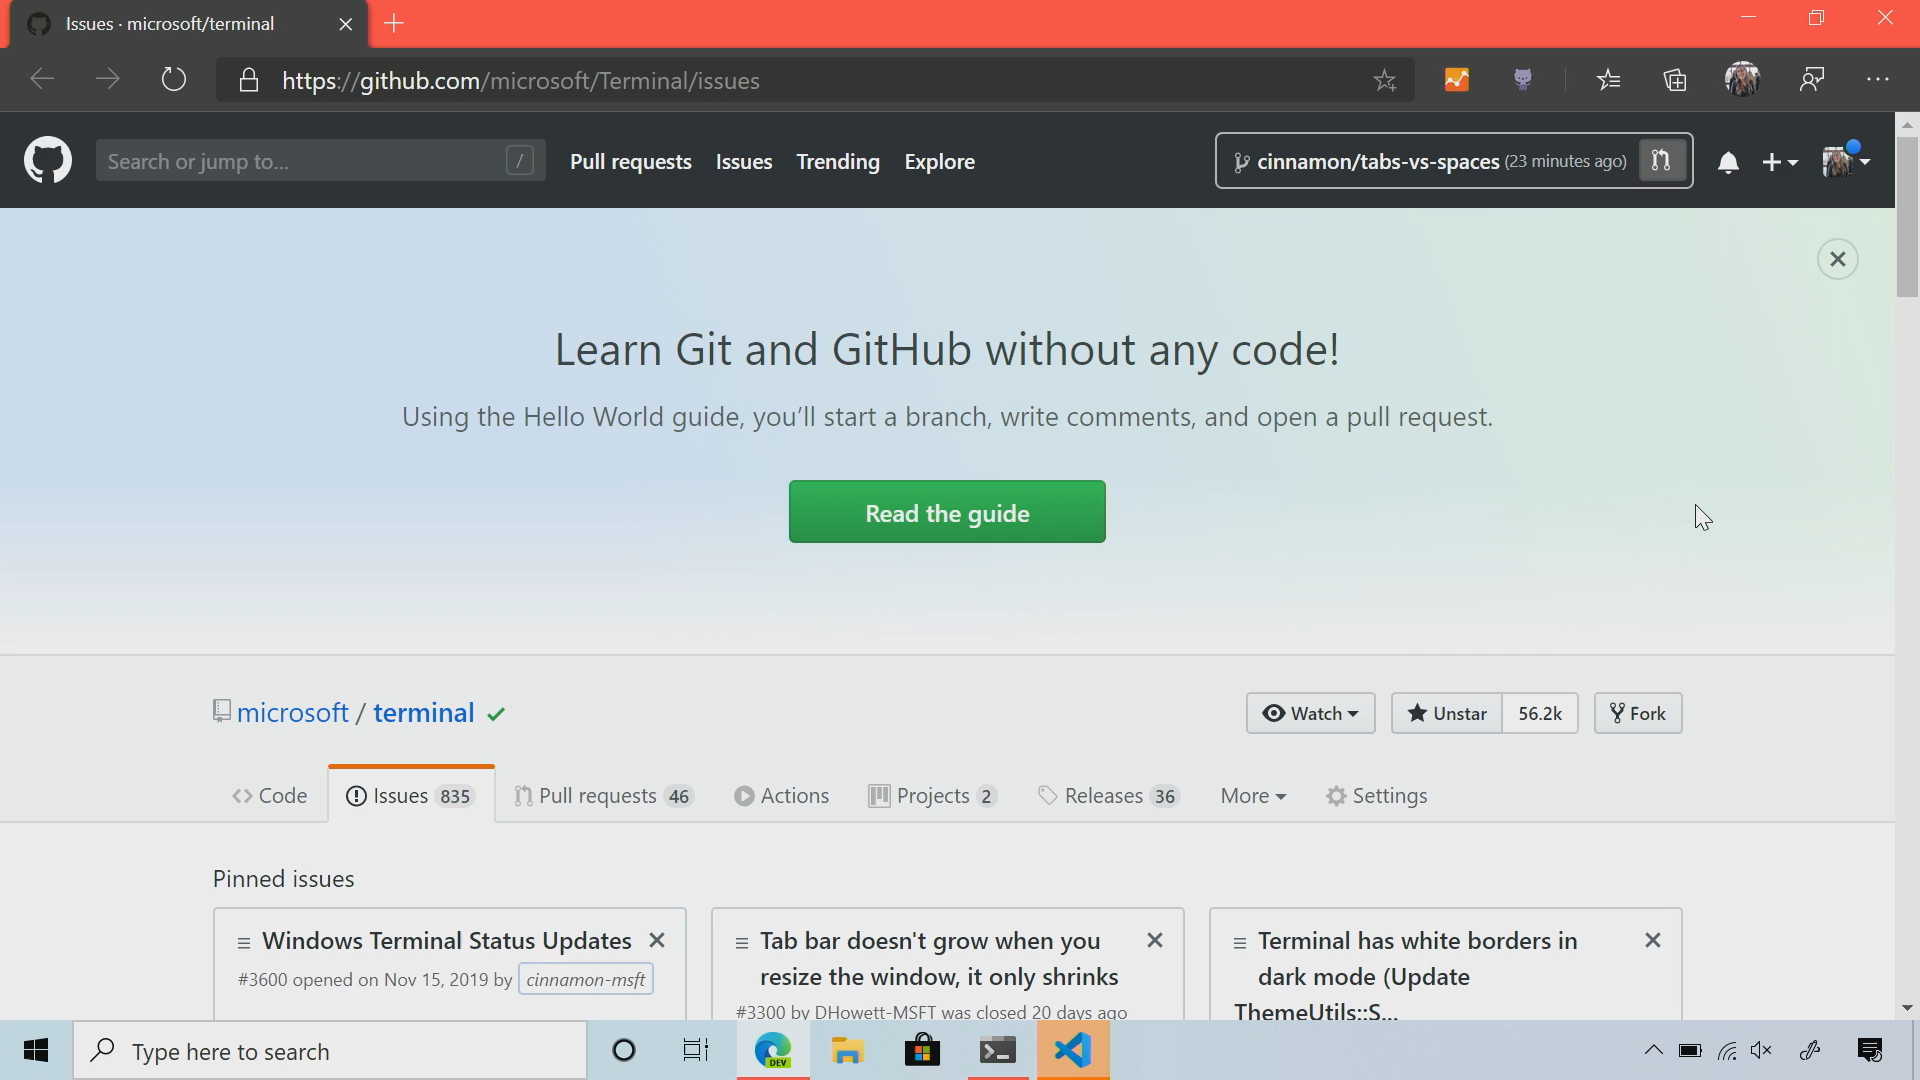 Issues · microsoft/terminal
https://github.com/microsoft/Terminal/issues
Search or jump to... /
Pull requests Issues Trending Explore
cinnamon/tabs-vs-spaces (23 minutes ago)
Learn Git and GitHub without any code!
Using the Hello World guide, you’ll start a branch, write comments, and open a pull request.
Read the guide
microsoft / terminal
Watch Unstar 56.2k Fork
Code Issues 835 Pull requests 46 Actions Projects 2 Releases 36 More Settings
Pinned issues
Windows Terminal Status Updates
#3600 opened on Nov 15, 2019 by cinnamon-msft
Tab bar doesn't grow when you
resize the window, it only shrinks
#3300 by DHowett-MSFT was closed 20 days ago
Terminal has white borders in
dark mode (Update
ThemeUtils::S...
Type here to search
DEV